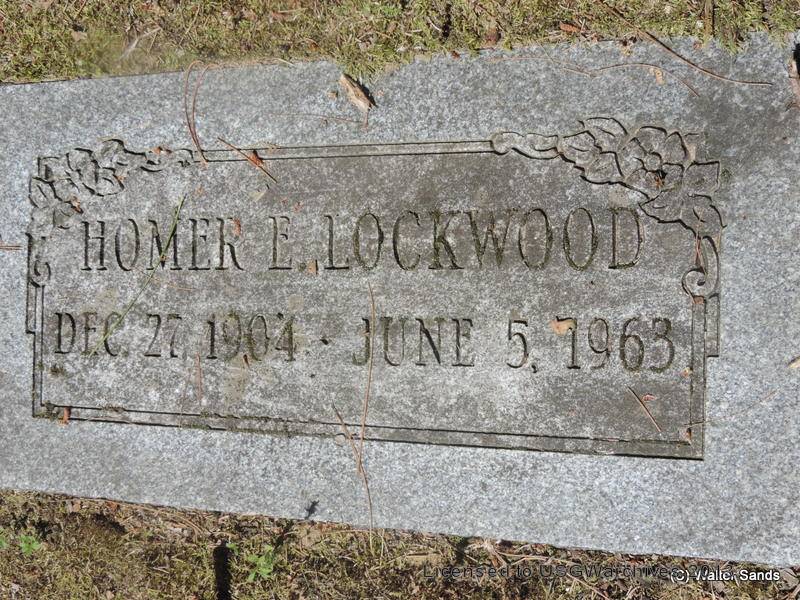 HOMER E. LOCKWOOD
DEC. 27, 1904 - JUNE 5, 1963
Licensed to USGWarchives
(C) Walter Sands